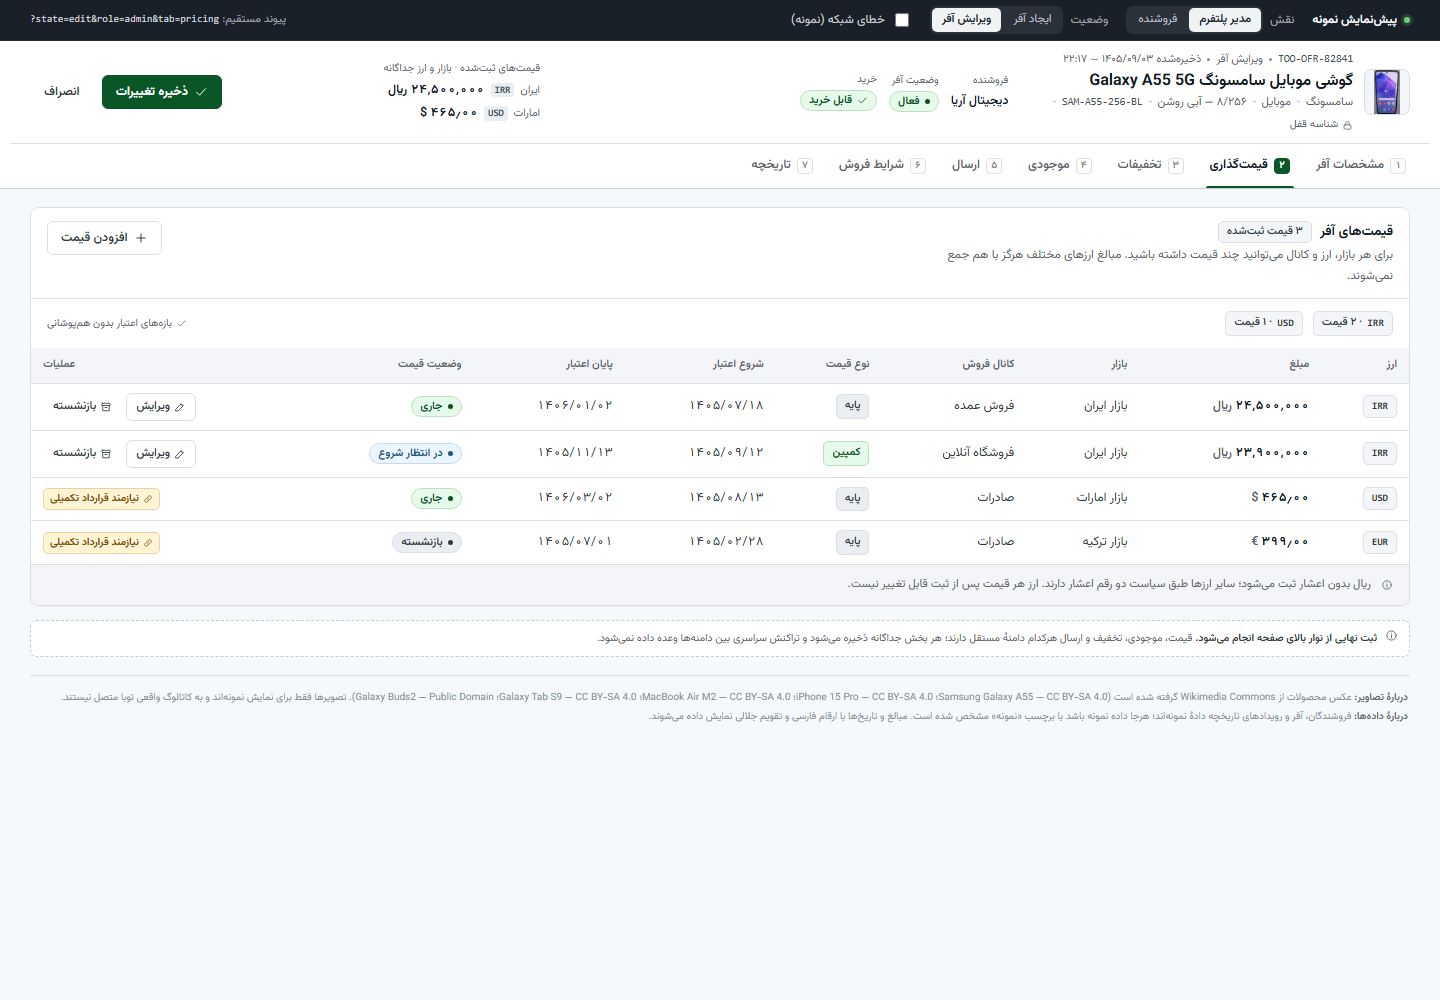 پیش‌نمایش نمونه نقش مدیر پلتفرم فروشنده وضعیت ایجاد آفر ویرایش آفر خطای شبکه (نمونه) پیوند مستقیم: ?state=edit&role=admin&tab=pricing
TOO-OFR-82841 • ویرایش آفر • ذخیره‌شده ۱۴۰۵/۰۹/۰۳ — ۲۲:۱۷
گوشی موبایل سامسونگ Galaxy A55 5G
سامسونگ • موبایل • ۸/۲۵۶ — آبی روشن • SAM-A55-256-BL •
شناسه قفل
فروشنده
دیجیتال آریا
وضعیت آفر
فعال
خرید
قابل خرید
قیمت‌های ثبت‌شده · بازار و ارز جداگانه
ایران IRR ۲۴,۵۰۰,۰۰۰ ریال
امارات USD ۴۶۵٫۰۰ $
ذخیره تغییرات
انصراف
۱ مشخصات آفر ۲ قیمت‌گذاری ۳ تخفیفات ۴ موجودی ۵ ارسال ۶ شرایط فروش ۷ تاریخچه
قیمت‌های آفر ۳ قیمت ثبت‌شده
افزودن قیمت
برای هر بازار، ارز و کانال می‌توانید چند قیمت داشته باشید. مبالغ ارزهای مختلف هرگز با هم جمع
نمی‌شوند.
IRR · ۲ قیمت USD · ۱ قیمت بازه‌های اعتبار بدون هم‌پوشانی
ارز مبلغ بازار کانال فروش نوع قیمت شروع اعتبار پایان اعتبار وضعیت قیمت عملیات
IRR ۲۴,۵۰۰,۰۰۰ ریال بازار ایران فروش عمده پایه ۱۴۰۵/۰۷/۱۸ ۱۴۰۶/۰۱/۰۲ جاری ویرایش بازنشسته
IRR ۲۳,۹۰۰,۰۰۰ ریال بازار ایران فروشگاه آنلاین کمپین ۱۴۰۵/۰۹/۱۲ ۱۴۰۵/۱۱/۱۳ در انتظار شروع ویرایش بازنشسته
USD ۴۶۵٫۰۰ $ بازار امارات صادرات پایه ۱۴۰۵/۰۸/۱۳ ۱۴۰۶/۰۳/۰۲ جاری نیازمند قرارداد تکمیلی
EUR ۳۹۹٫۰۰ € بازار ترکیه صادرات پایه ۱۴۰۵/۰۲/۲۸ ۱۴۰۵/۰۷/۰۱ بازنشسته نیازمند قرارداد تکمیلی
ریال بدون اعشار ثبت می‌شود؛ سایر ارزها طبق سیاست دو رقم اعشار دارند. ارز هر قیمت پس از ثبت قابل تغییر نیست.
ثبت نهایی از نوار بالای صفحه انجام می‌شود. قیمت، موجودی، تخفیف و ارسال هرکدام دامنهٔ مستقل دارند؛ هر بخش جداگانه ذخیره می‌شود و تراکنش سراسری بین دامنه‌ها وعده داده نمی‌شود.
دربارهٔ تصاویر: عکس محصولات از Wikimedia Commons گرفته شده است (Samsung Galaxy A55 — CC BY-SA 4.0؛ iPhone 15 Pro — CC BY-SA 4.0؛ MacBook Air M2 — CC BY-SA 4.0؛ Galaxy Tab S9 — CC BY-SA 4.0؛ Galaxy Buds2 — Public Domain). تصویرها فقط برای نمایش نمونه‌اند و به کاتالوگ واقعی توبا متصل نیستند.
دربارهٔ داده‌ها: فروشندگان، آفر و رویدادهای تاریخچه دادهٔ نمونه‌اند؛ هرجا داده نمونه باشد با برچسب «نمونه» مشخص شده است. مبالغ و تاریخ‌ها با ارقام فارسی و تقویم جلالی نمایش داده می‌شوند.